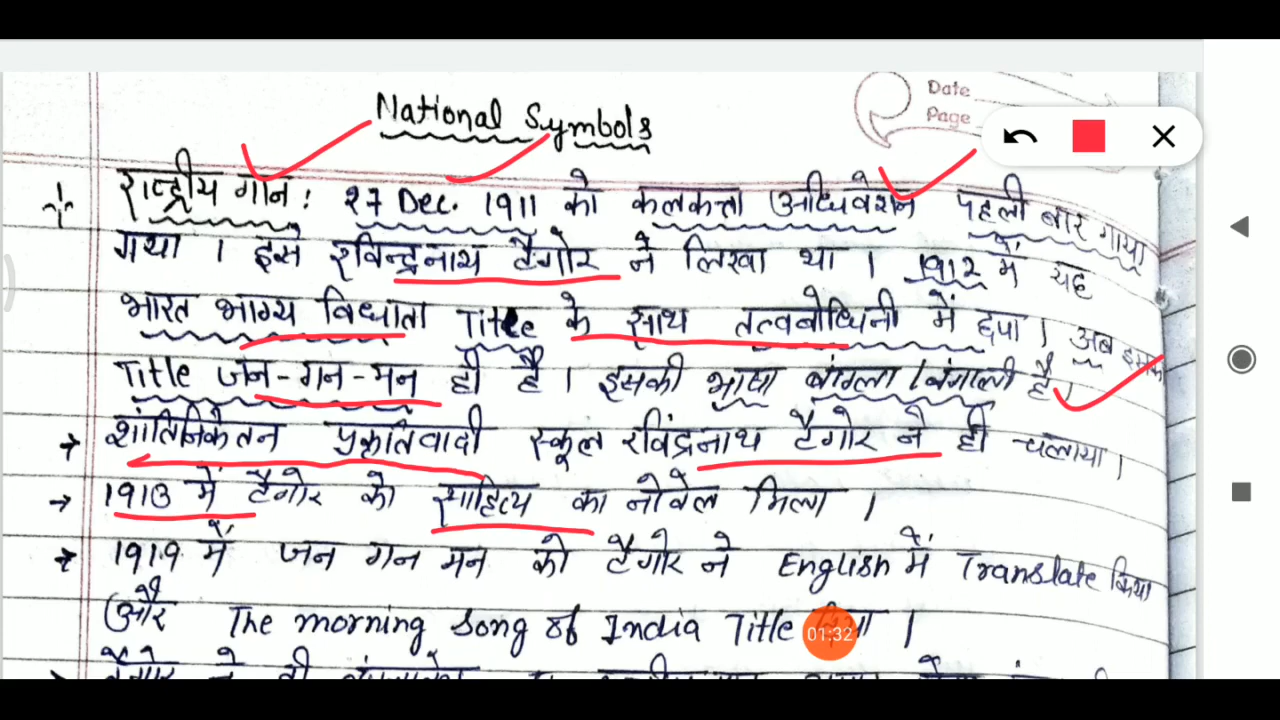 Date
Page
National Symbols
राष्ट्रीय गान : 27 Dec. 1911 को कलकत्ता अधिवेशन पहली बार गाया
गया । इसे रविन्द्रनाथ टैगोर ने लिखा था । 1912 में यह
भारत भाग्य विधाता Title के साथ तत्वबोधिनी में छपा । अब इसका
Title जन-गन-मन ही है । इसकी भाषा बांग्ला / बंगाली है ।
→ शांतिनिकेतन प्रकृतिवादी स्कूल रविंद्रनाथ टैगोर ने ही चलाया ।
→ 1913 में टैगोर को साहित्य का नोवेल मिला ।
→ 1919 में जन गन मन को टैगोर ने English में Translate किया
और The morning song of India Title दिया ।
01:32
टैगोर ने ही